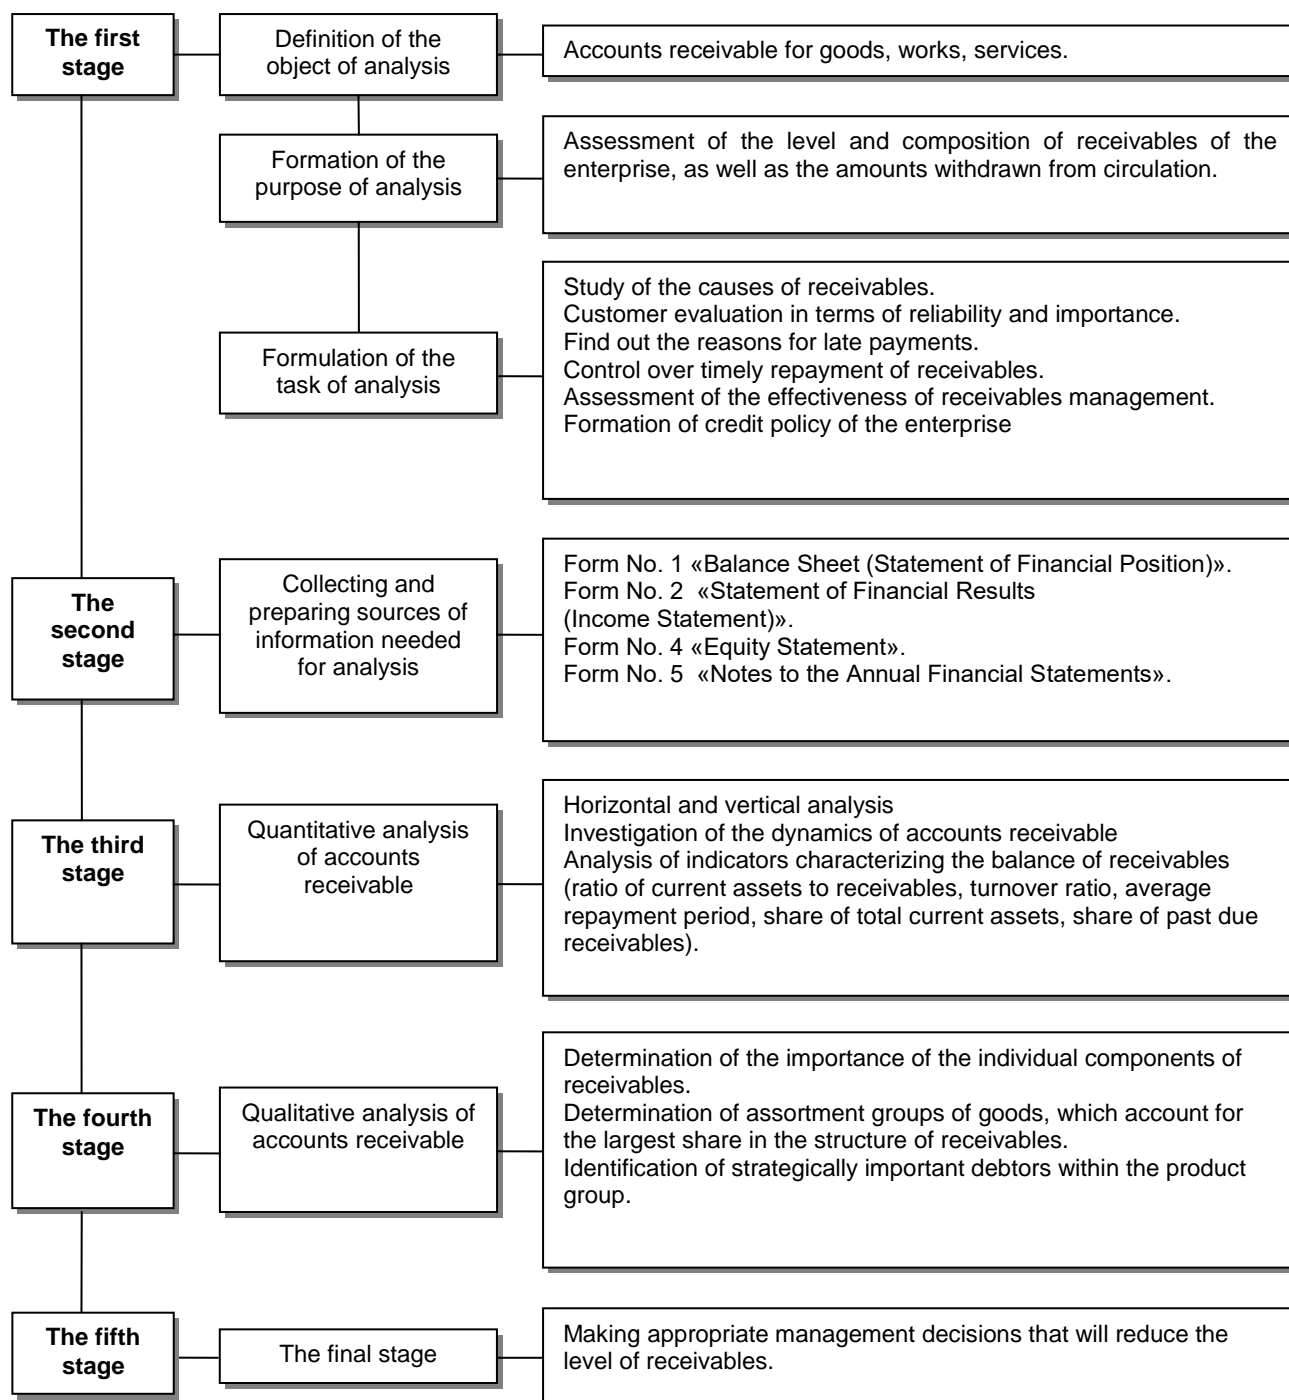 The first
stage
Definition of the
object of analysis
Accounts receivable for goods, works, services.
Formation of the
purpose of analysis
Assessment of the level and composition of receivables of the
enterprise, as well as the amounts withdrawn from circulation.
Formulation of the
task of analysis
Study of the causes of receivables.
Customer evaluation in terms of reliability and importance.
Find out the reasons for late payments.
Control over timely repayment of receivables.
Assessment of the effectiveness of receivables management.
Formation of credit policy of the enterprise
The
second
stage
Collecting and
preparing sources of
information needed
for analysis
Form No. 1 «Balance Sheet (Statement of Financial Position)».
Form No. 2 «Statement of Financial Results
(Income Statement)».
Form No. 4 «Equity Statement».
Form No. 5 «Notes to the Annual Financial Statements».
The third
stage
Quantitative analysis
of accounts
receivable
Horizontal and vertical analysis
Investigation of the dynamics of accounts receivable
Analysis of indicators characterizing the balance of receivables
(ratio of current assets to receivables, turnover ratio, average
repayment period, share of total current assets, share of past due
receivables).
The fourth
stage
Qualitative analysis of
accounts receivable
Determination of the importance of the individual components of
receivables.
Determination of assortment groups of goods, which account for
the largest share in the structure of receivables.
Identification of strategically important debtors within the product
group.
The fifth
stage
The final stage
Making appropriate management decisions that will reduce the
level of receivables.